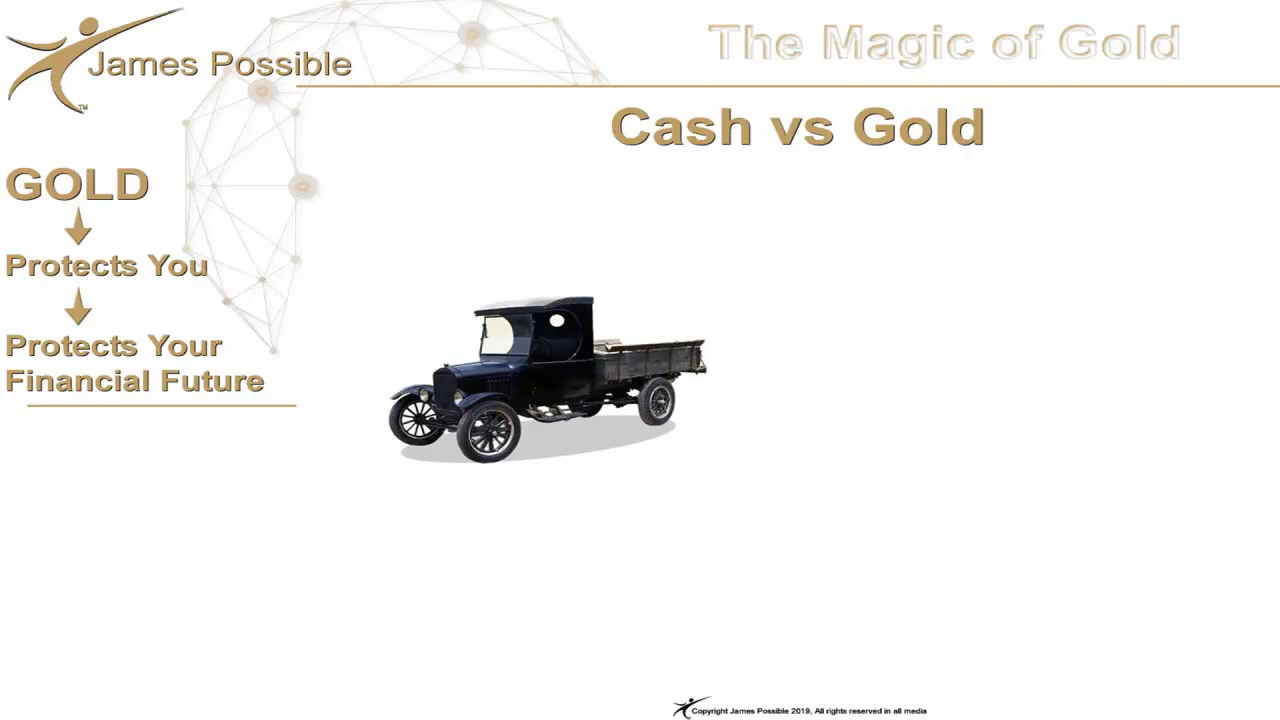 James Possible
TM
The Magic of Gold
Cash vs Gold
GOLD
Protects You
Protects Your
Financial Future
Copyright James Possible 2019, All rights reserved in all media